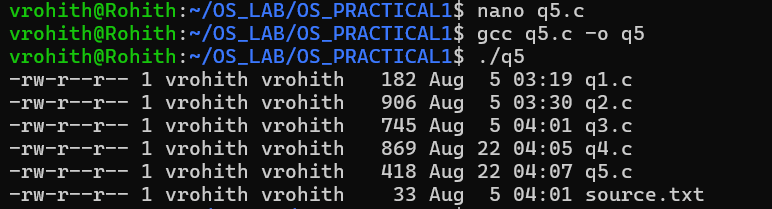 vrohith@Rohith:~/OS_LAB/OS_PRACTICAL1$ nano q5.c
vrohith@Rohith:~/OS_LAB/OS_PRACTICAL1$ gcc q5.c -o q5
vrohith@Rohith:~/OS_LAB/OS_PRACTICAL1$ ./q5
-rw-r--r-- 1 vrohith vrohith   182 Aug  5 03:19 q1.c
-rw-r--r-- 1 vrohith vrohith   906 Aug  5 03:30 q2.c
-rw-r--r-- 1 vrohith vrohith   745 Aug  5 04:01 q3.c
-rw-r--r-- 1 vrohith vrohith   869 Aug 22 04:05 q4.c
-rw-r--r-- 1 vrohith vrohith   418 Aug 22 04:07 q5.c
-rw-r--r-- 1 vrohith vrohith    33 Aug  5 04:01 source.txt